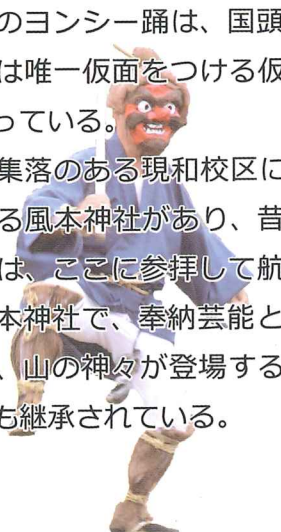 のヨンシー踊は、国頭
は唯一仮面をつける仮
っている。
集落のある現和校区に
る風本神社があり、昔
は、ここに参拝して航
本神社で、奉納芸能と
、山の神々が登場する
も継承されている。